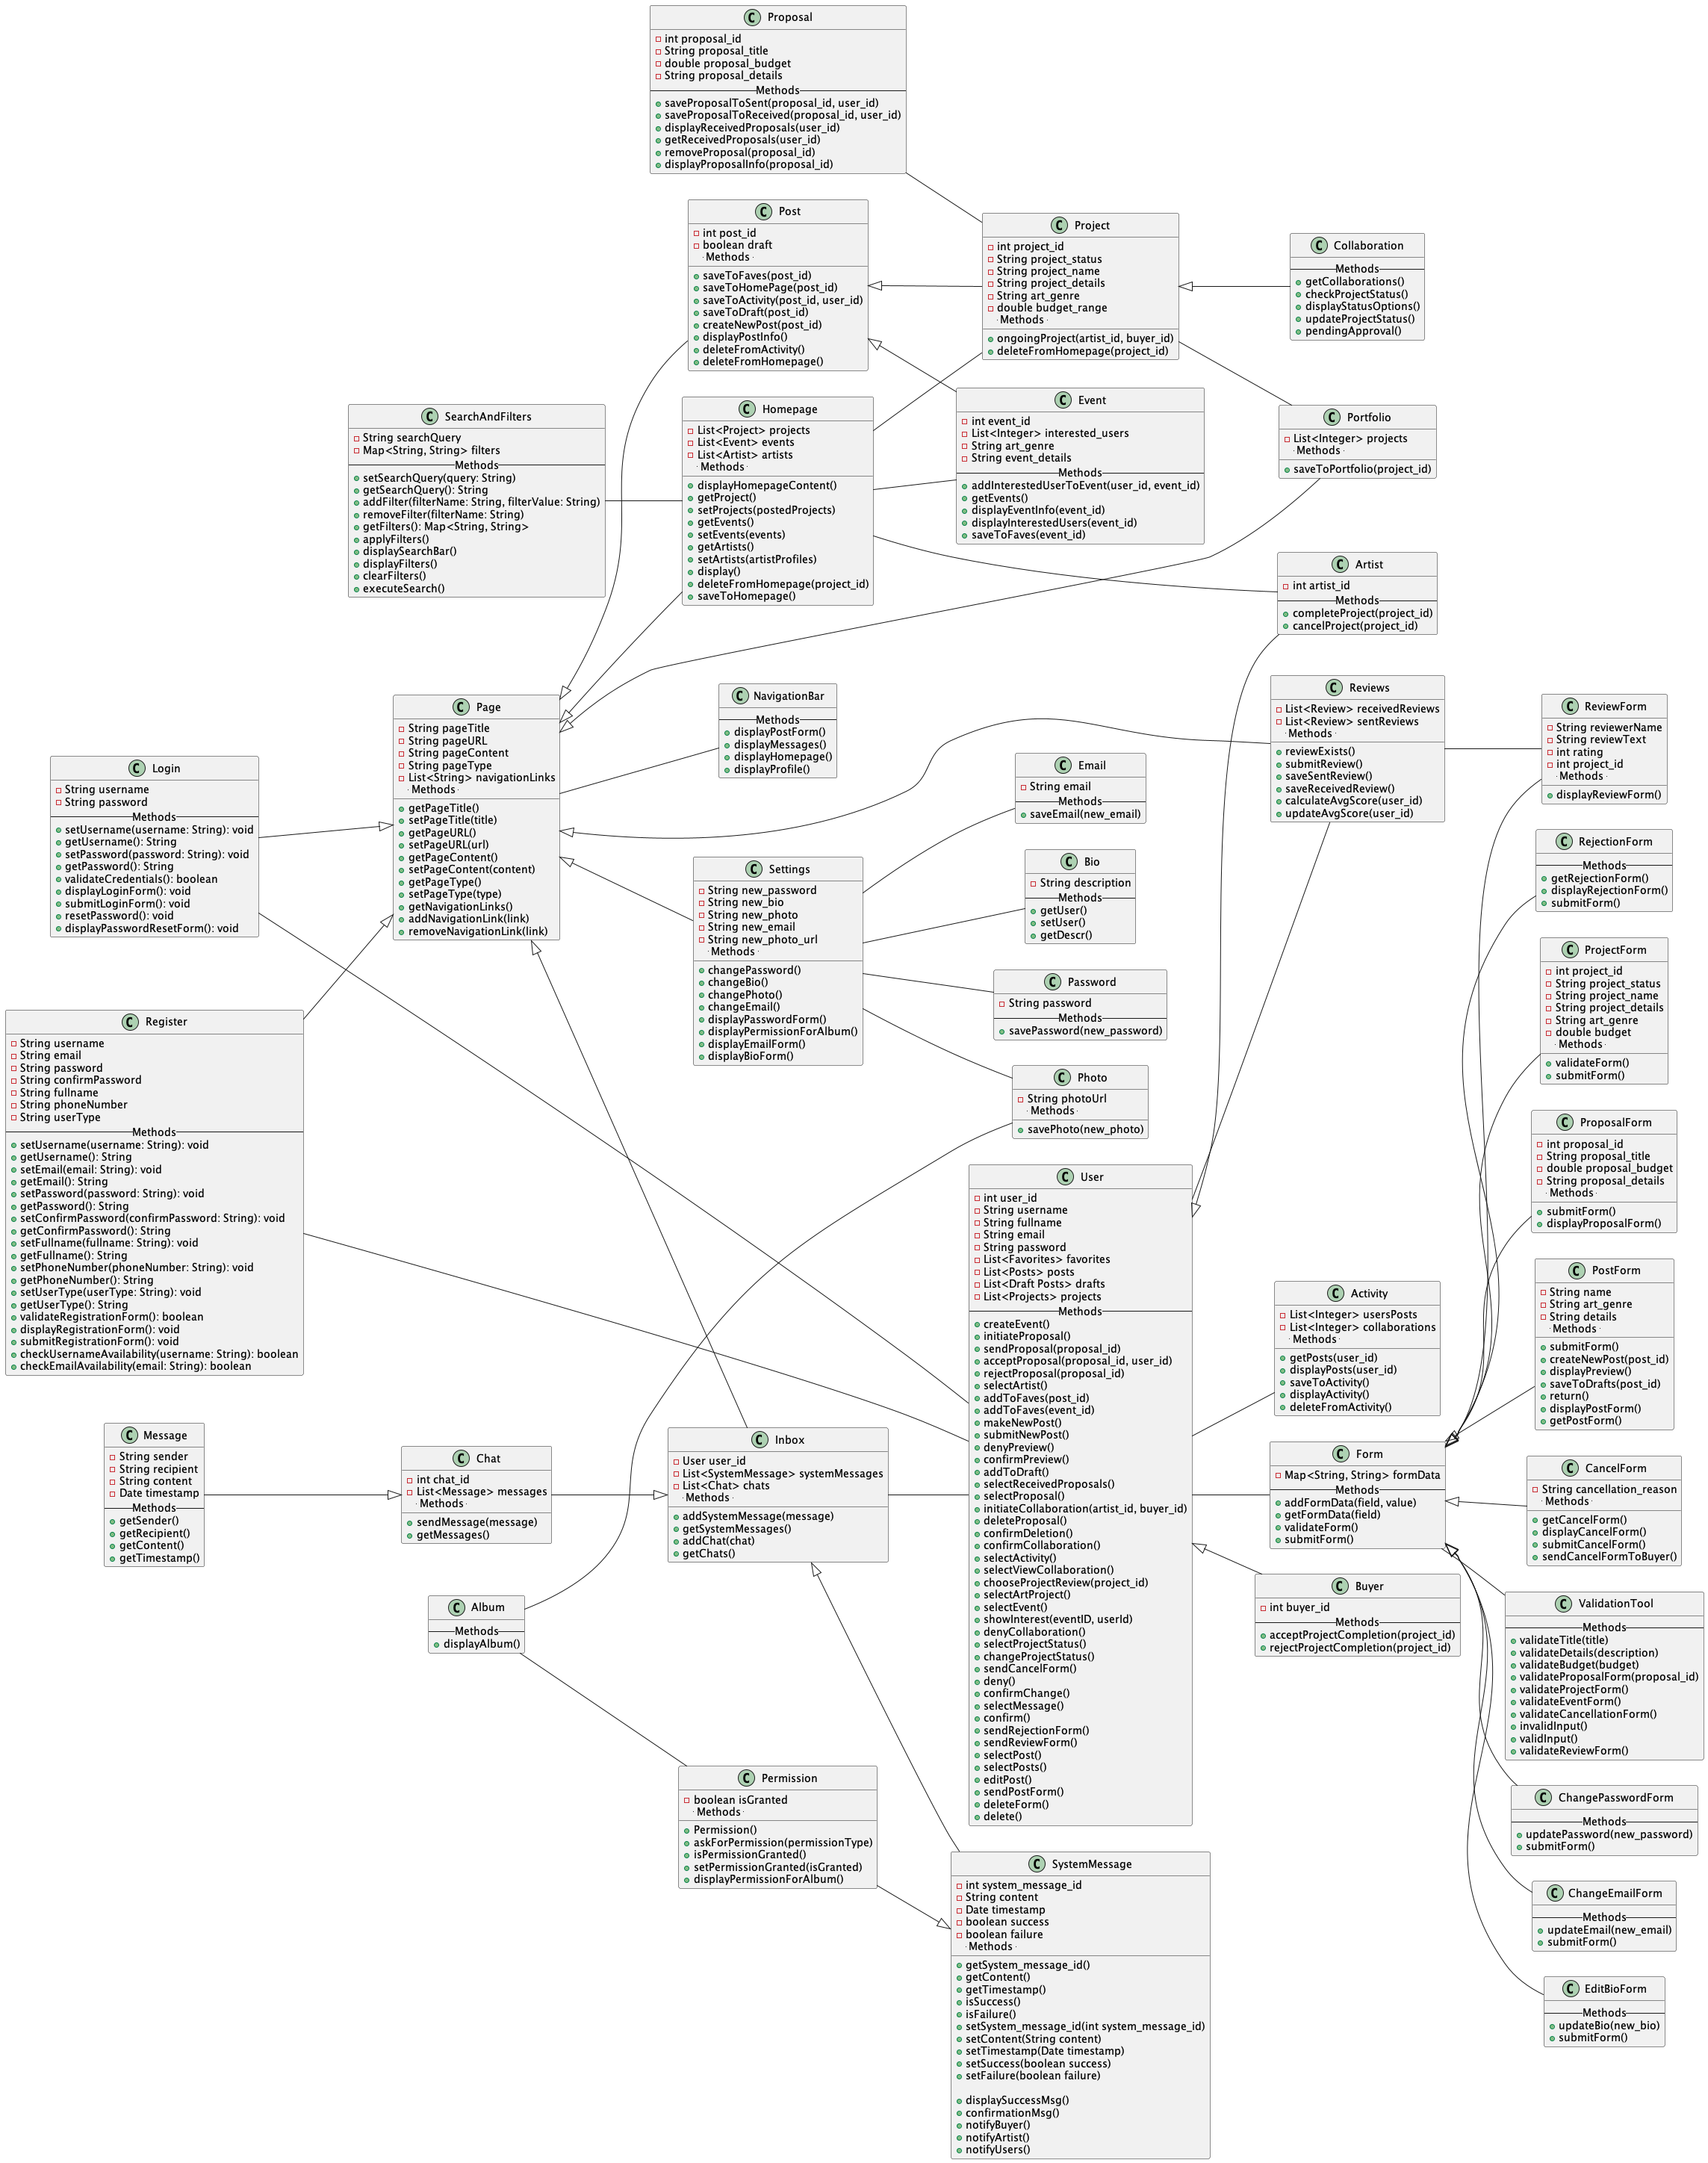 Proposal
int proposal_id
String proposal_title
double proposal_budget
String proposal_details
Methods
saveProposalToSent(proposal_id, user_id)
saveProposalToReceived(proposal_id, user_id)
displayReceivedProposals(user_id)
getReceivedProposals(user_id)
removeProposal(proposal_id)
displayProposalInfo(proposal_id)
Post
int post_id
boolean draft
Methods
saveToFaves(post_id)
saveToHomePage(post_id)
saveToActivity(post_id, user_id)
saveToDraft(post_id)
createNewPost(post_id)
displayPostInfo()
deleteFromActivity()
deleteFromHomepage()
Project
int project_id
String project_status
String project_name
String project_details
String art_genre
double budget_range
Methods
ongoingProject(artist_id, buyer_id)
deleteFromHomepage(project_id)
Collaboration
Methods
getCollaborations()
checkProjectStatus()
displayStatusOptions()
updateProjectStatus()
pendingApproval()
SearchAndFilters
String searchQuery
Map<String, String> filters
Methods
setSearchQuery(query: String)
getSearchQuery(): String
addFilter(filterName: String, filterValue: String)
removeFilter(filterName: String)
getFilters(): Map<String, String>
applyFilters()
displaySearchBar()
displayFilters()
clearFilters()
executeSearch()
Homepage
List<Project> projects
List<Event> events
List<Artist> artists
Methods
displayHomepageContent()
getProject()
setProjects(postedProjects)
getEvents()
setEvents(events)
getArtists()
setArtists(artistProfiles)
display()
deleteFromHomepage(project_id)
saveToHomepage()
Event
int event_id
List<Integer> interested_users
String art_genre
String event_details
Methods
addInterestedUserToEvent(user_id, event_id)
getEvents()
displayEventInfo(event_id)
displayInterestedUsers(event_id)
saveToFaves(event_id)
Portfolio
List<Integer> projects
Methods
saveToPortfolio(project_id)
Artist
int artist_id
Methods
completeProject(project_id)
cancelProject(project_id)
Page
String pageTitle
String pageURL
String pageContent
String pageType
List<String> navigationLinks
Methods
getPageTitle()
setPageTitle(title)
getPageURL()
setPageURL(url)
getPageContent()
setPageContent(content)
getPageType()
setPageType(type)
getNavigationLinks()
addNavigationLink(link)
removeNavigationLink(link)
NavigationBar
Methods
displayPostForm()
displayMessages()
displayHomepage()
displayProfile()
Reviews
List<Review> receivedReviews
List<Review> sentReviews
Methods
reviewExists()
submitReview()
saveSentReview()
saveReceivedReview()
calculateAvgScore(user_id)
updateAvgScore(user_id)
ReviewForm
String reviewerName
String reviewText
int rating
int project_id
Methods
displayReviewForm()
Login
String username
String password
Methods
setUsername(username: String): void
getUsername(): String
setPassword(password: String): void
getPassword(): String
validateCredentials(): boolean
displayLoginForm(): void
submitLoginForm(): void
resetPassword(): void
displayPasswordResetForm(): void
Email
String email
Methods
saveEmail(new_email)
RejectionForm
Methods
getRejectionForm()
displayRejectionForm()
submitForm()
Settings
String new_password
String new_bio
String new_photo
String new_email
String new_photo_url
Methods
changePassword()
changeBio()
changePhoto()
changeEmail()
displayPasswordForm()
displayPermissionForAlbum()
displayEmailForm()
displayBioForm()
Bio
String description
Methods
getUser()
setUser()
getDescr()
ProjectForm
int project_id
String project_status
String project_name
String project_details
String art_genre
double budget
Methods
validateForm()
submitForm()
Password
String password
Methods
savePassword(new_password)
Register
String username
String email
String password
String confirmPassword
String fullname
String phoneNumber
String userType
Methods
setUsername(username: String): void
getUsername(): String
setEmail(email: String): void
getEmail(): String
setPassword(password: String): void
getPassword(): String
setConfirmPassword(confirmPassword: String): void
getConfirmPassword(): String
setFullname(fullname: String): void
getFullname(): String
setPhoneNumber(phoneNumber: String): void
getPhoneNumber(): String
setUserType(userType: String): void
getUserType(): String
validateRegistrationForm(): boolean
displayRegistrationForm(): void
submitRegistrationForm(): void
checkUsernameAvailability(username: String): boolean
checkEmailAvailability(email: String): boolean
Photo
String photoUrl
Methods
savePhoto(new_photo)
ProposalForm
int proposal_id
String proposal_title
double proposal_budget
String proposal_details
Methods
submitForm()
displayProposalForm()
User
int user_id
String username
String fullname
String email
String password
List<Favorites> favorites
List<Posts> posts
List<Draft Posts> drafts
List<Projects> projects
Methods
createEvent()
initiateProposal()
sendProposal(proposal_id)
acceptProposal(proposal_id, user_id)
rejectProposal(proposal_id)
selectArtist()
addToFaves(post_id)
addToFaves(event_id)
makeNewPost()
submitNewPost()
denyPreview()
confirmPreview()
addToDraft()
selectReceivedProposals()
selectProposal()
initiateCollaboration(artist_id, buyer_id)
deleteProposal()
confirmDeletion()
confirmCollaboration()
selectActivity()
selectViewCollaboration()
chooseProjectReview(project_id)
selectArtProject()
selectEvent()
showInterest(eventID, userId)
denyCollaboration()
selectProjectStatus()
changeProjectStatus()
sendCancelForm()
deny()
confirmChange()
selectMessage()
confirm()
sendRejectionForm()
sendReviewForm()
selectPost()
selectPosts()
editPost()
sendPostForm()
deleteForm()
delete()
PostForm
String name
String art_genre
String details
Methods
submitForm()
createNewPost(post_id)
displayPreview()
saveToDrafts(post_id)
return()
displayPostForm()
getPostForm()
Activity
List<Integer> usersPosts
List<Integer> collaborations
Methods
getPosts(user_id)
displayPosts(user_id)
saveToActivity()
displayActivity()
deleteFromActivity()
Message
String sender
String recipient
String content
Date timestamp
Methods
getSender()
getRecipient()
getContent()
getTimestamp()
Chat
int chat_id
List<Message> messages
Methods
sendMessage(message)
getMessages()
Inbox
User user_id
List<SystemMessage> systemMessages
List<Chat> chats
Methods
addSystemMessage(message)
getSystemMessages()
addChat(chat)
getChats()
Form
Map<String, String> formData
Methods
addFormData(field, value)
getFormData(field)
validateForm()
submitForm()
CancelForm
String cancellation_reason
Methods
getCancelForm()
displayCancelForm()
submitCancelForm()
sendCancelFormToBuyer()
Buyer
int buyer_id
Methods
acceptProjectCompletion(project_id)
rejectProjectCompletion(project_id)
Album
Methods
displayAlbum()
ValidationTool
Methods
validateTitle(title)
validateDetails(description)
validateBudget(budget)
validateProposalForm(proposal_id)
validateProjectForm()
validateEventForm()
validateCancellationForm()
invalidInput()
validInput()
validateReviewForm()
Permission
boolean isGranted
Methods
Permission()
askForPermission(permissionType)
isPermissionGranted()
setPermissionGranted(isGranted)
displayPermissionForAlbum()
ChangePasswordForm
Methods
updatePassword(new_password)
submitForm()
SystemMessage
int system_message_id
String content
Date timestamp
boolean success
boolean failure
Methods
getSystem_message_id()
getContent()
getTimestamp()
isSuccess()
isFailure()
setSystem_message_id(int system_message_id)
setContent(String content)
setTimestamp(Date timestamp)
setSuccess(boolean success)
setFailure(boolean failure)
displaySuccessMsg()
confirmationMsg()
notifyBuyer()
notifyArtist()
notifyUsers()
ChangeEmailForm
Methods
updateEmail(new_email)
submitForm()
EditBioForm
Methods
updateBio(new_bio)
submitForm()